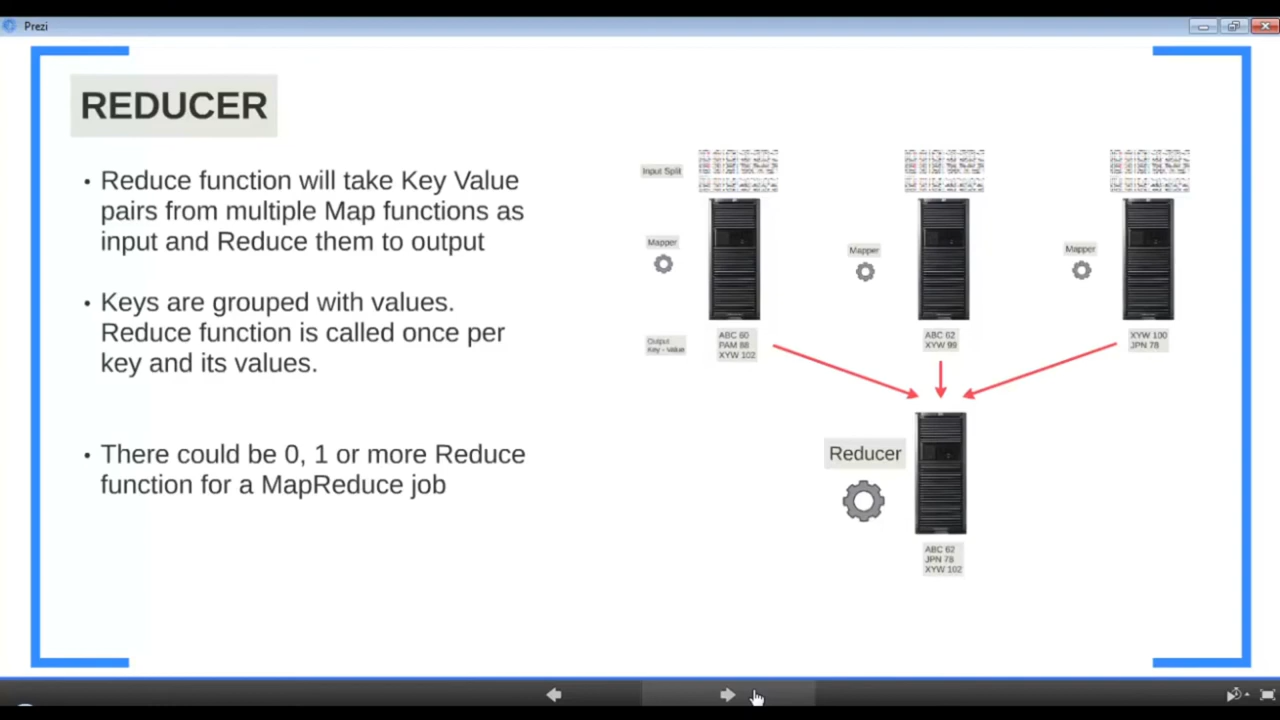 Prezi
REDUCER
• Reduce function will take Key Value
pairs from multiple Map functions as
input and Reduce them to output
• Keys are grouped with values.
Reduce function is called once per
key and its values.
• There could be 0, 1 or more Reduce
function for a MapReduce job
Input Split
Mapper
Mapper
Mapper
Output
Key - Value
ABC 60
PAM 88
XYW 102
ABC 62
XYW 99
XYW 100
JPN 78
Reducer
ABC 62
JPN 78
XYW 102